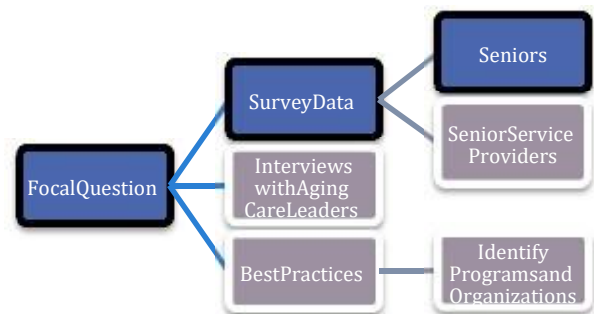 Seniors
SurveyData
SeniorService
Providers
Interviews
withAging
CareLeaders
FocalQuestion
BestPractices
Identify
Programsand
Organizations